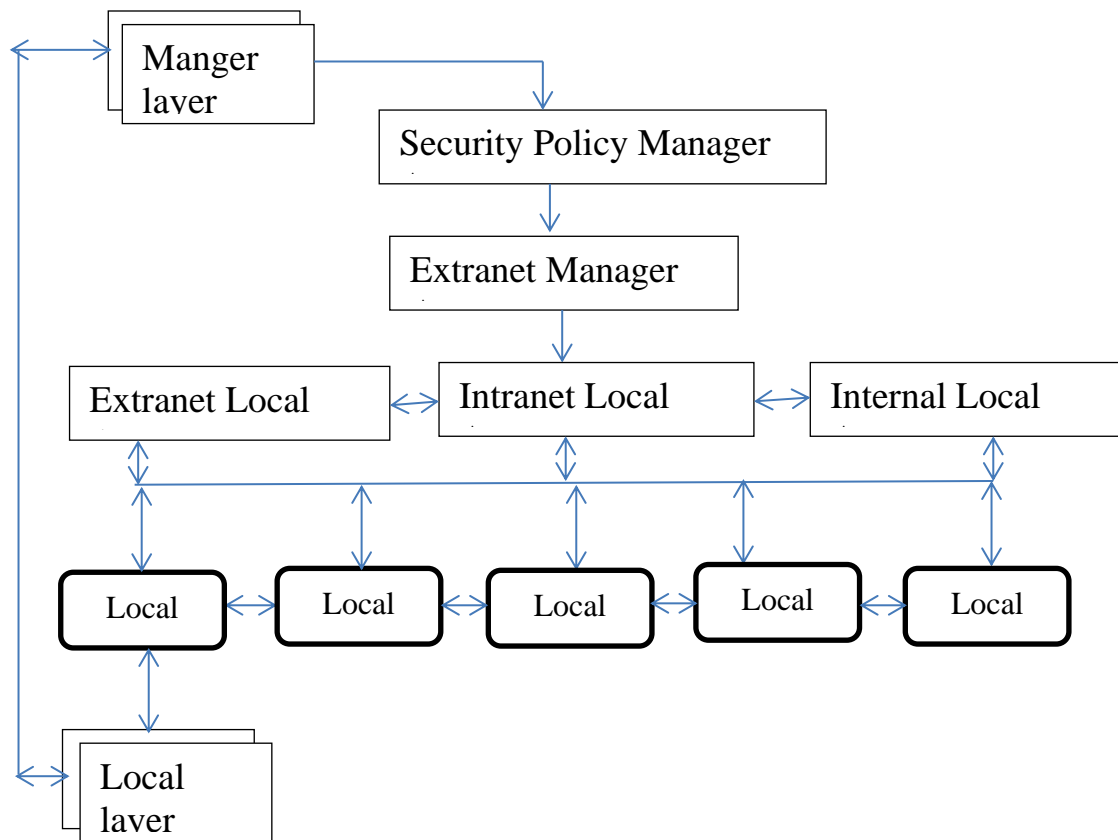 Manger
layer
Security Policy Manager
Extranet Manager
Extranet Local
Intranet Local
Internal Local
Local
Local
Local
Local
Local
Local
layer